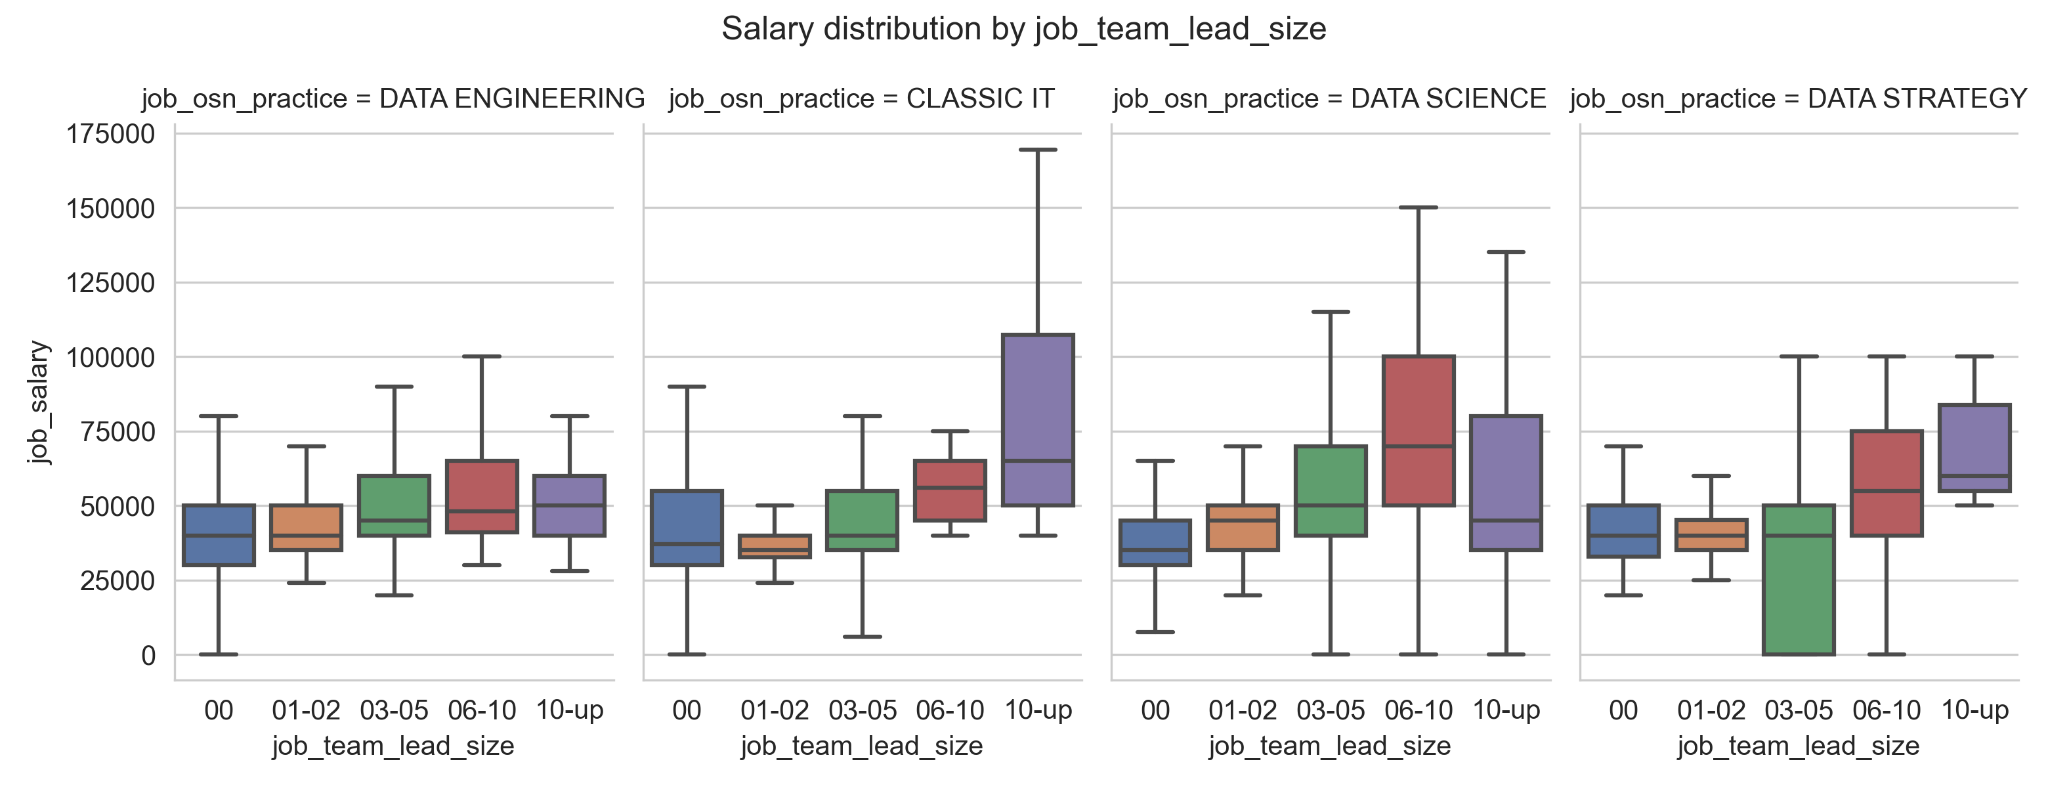 Salary distribution by job_team_lead_size
job_osn_practice = DATA ENGINEERING
job_osn_practice = CLASSIC IT
job_osn_practice = DATA SCIENCE
job_osn_practice = DATA STRATEGY
175000
150000
125000
100000
75000
50000
25000
0
job_salary
00 01-02 03-05 06-10 10-up
00 01-02 03-05 06-10 10-up
00 01-02 03-05 06-10 10-up
00 01-02 03-05 06-10 10-up
job_team_lead_size
job_team_lead_size
job_team_lead_size
job_team_lead_size